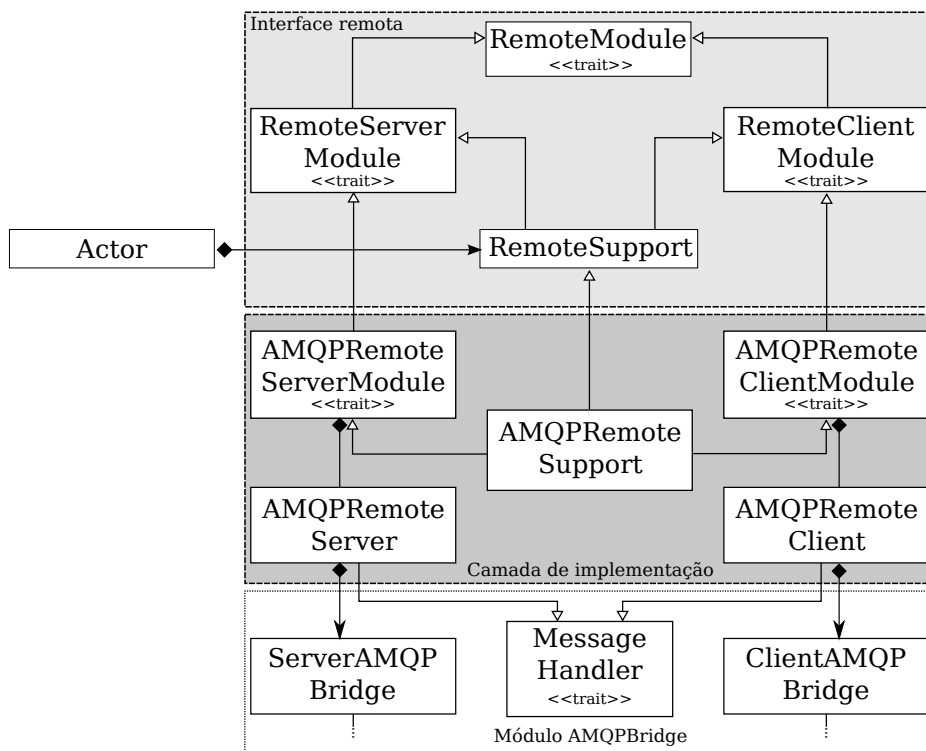 Interface remota
RemoteModule
<<trait>>
RemoteServer
Module
<<trait>>
RemoteClient
Module
<<trait>>
Actor
RemoteSupport
AMQPRemote
ServerModule
<<trait>>
AMQPRemote
ClientModule
<<trait>>
AMQPRemote
Support
AMQPRemote
Server
AMQPRemote
Client
Camada de implementação
ServerAMQP
Bridge
Message
Handler
<<trait>>
ClientAMQP
Bridge
Módulo AMQPBridge